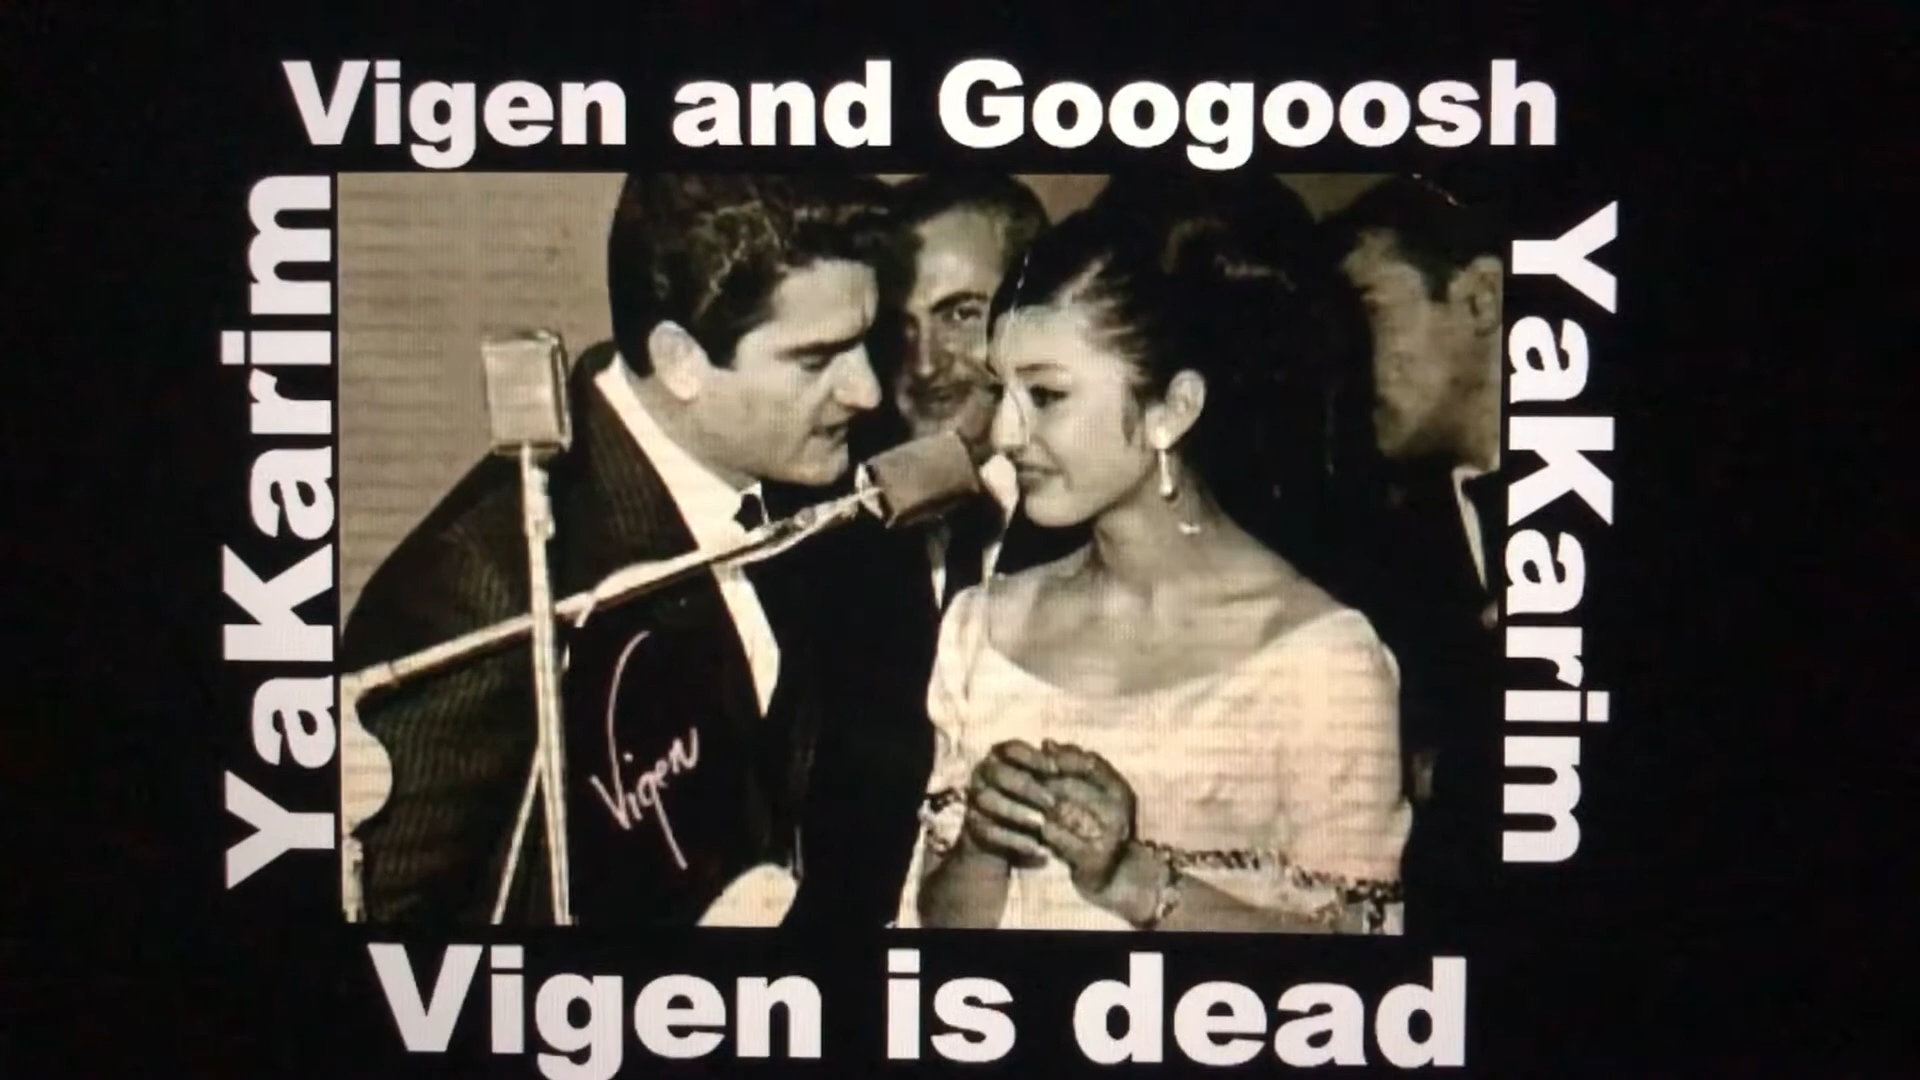 Vigen and Googoosh
YaKarim
YaKarim
Vigen
Vigen is dead